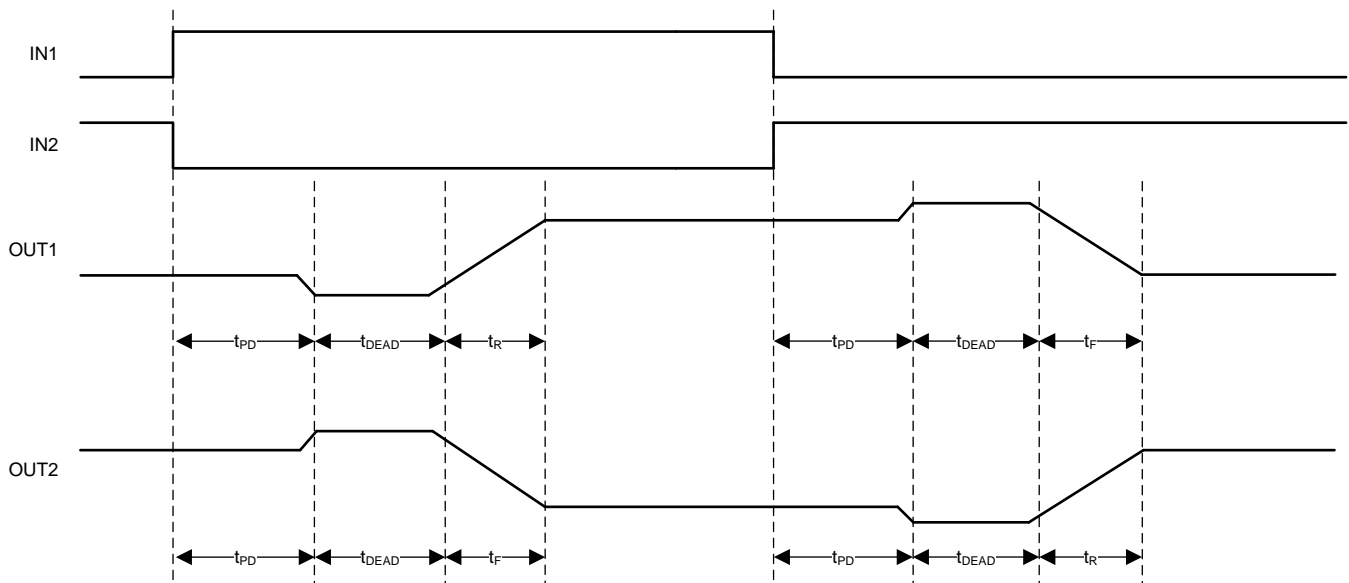 IN1
IN2
OUT1
tPD tDEAD tR tPD tDEAD tF
OUT2
tPD tDEAD tF tPD tDEAD tR